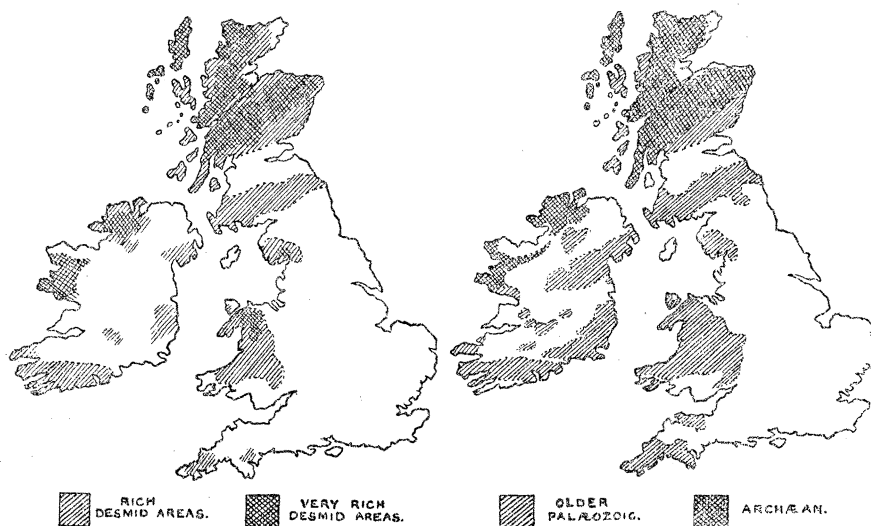 RICH
DESMID AREAS.
VERY RICH
DESMID AREAS.
OLDER
PALÆOZOIC.
ARCHÆAN.